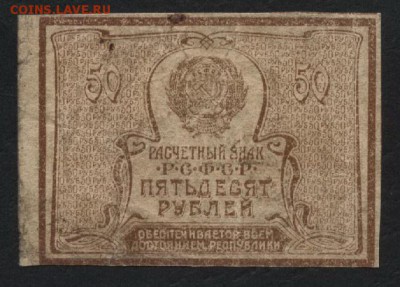 COINS.LAVE.RU
50 50
РАСЧЕТНЫЙ ЗНАК
Р·С·Ф·С·Р
ПЯТЬДЕСЯТ
РУБЛЕЙ
ОБЕСПЕЧИВАЕТСЯ ВСЕМ
ДОСТОЯНИЕМ РЕСПУБЛИКИ